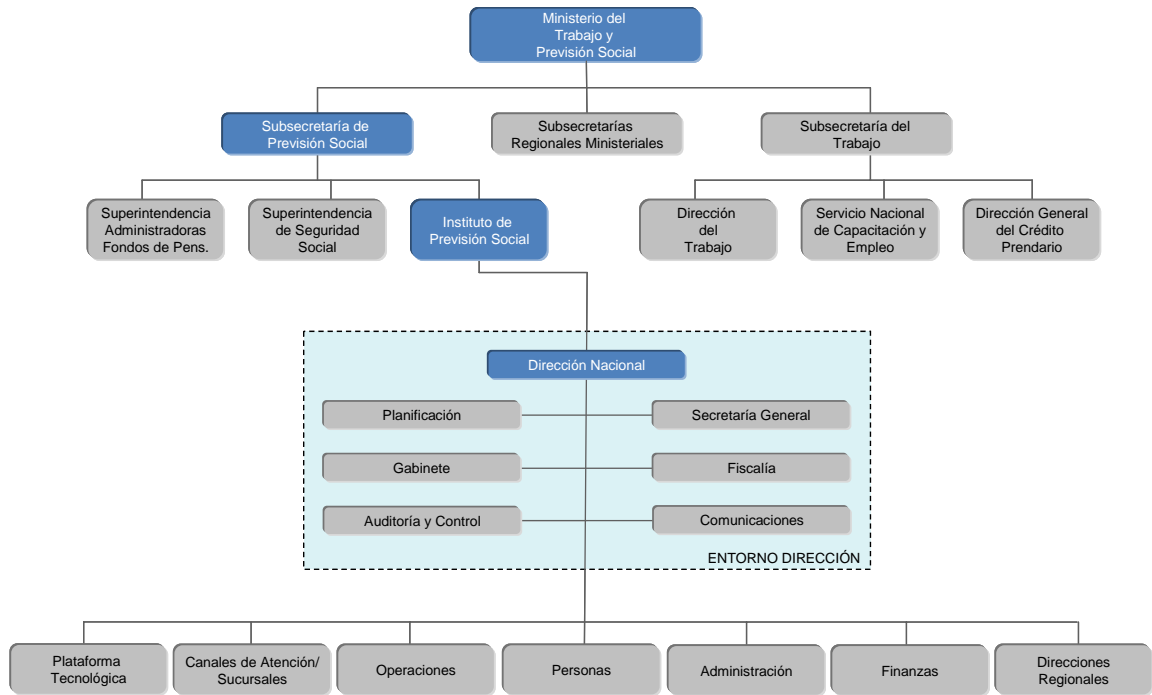 Ministerio del
Trabajo y
Previsión Social
Subsecretaría de
Previsión Social
Subsecretarías
Regionales Ministeriales
Subsecretaría del
Trabajo
Superintendencia
Administradoras
Fondos de Pens.
Superintendencia
de Seguridad
Social
Instituto de
Previsión Social
Dirección
del
Trabajo
Servicio Nacional
de Capacitación y
Empleo
Dirección General
del Crédito
Prendario
Dirección Nacional
Planificación
Secretaría General
Gabinete
Fiscalía
Auditoría y Control
Comunicaciones
ENTORNO DIRECCIÓN
Plataforma
Tecnológica
Canales de Atención/
Sucursales
Operaciones
Personas
Administración
Finanzas
Direcciones
Regionales